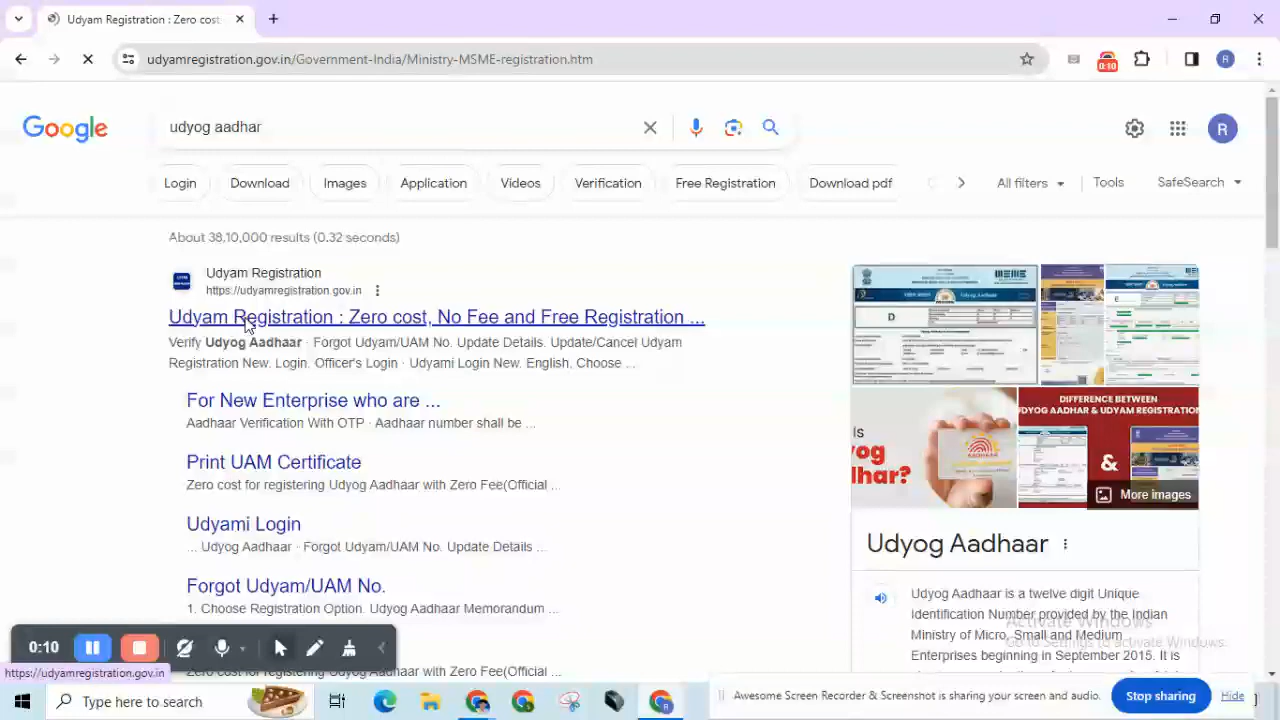 Udyam Registration : Zero cost
udyamregistration.gov.in/Government-India/Ministry-MSME-registration.htm
0:10
R
Google
udyog aadhar
R
Login
Download
Images
Application
Videos
Verification
Free Registration
Download pdf
All filters
Tools
SafeSearch
About 38,10,000 results (0.32 seconds)
Udyam Registration
https://udyamregistration.gov.in
Udyam Registration : Zero cost, No Fee and Free Registration ...
Verify Udyog Aadhaar · Forgot Udyam/UAM No. Update Details. Update/Cancel Udyam
Registration New. Login. Officer's Login · Udyami Login New. English. Choose ...
For New Enterprise who are ...
Aadhaar Verification With OTP · Aadhaar number shall be ...
Print UAM Certificate
Zero cost for registering Udyog Aadhaar with Zero Fee(Official ...
Udyami Login
... Udyog Aadhaar · Forgot Udyam/UAM No. Update Details ...
Forgot Udyam/UAM No.
1. Choose Registration Option. Udyog Aadhaar Memorandum ...
Zero cost for registering Udyog Aadhaar with Zero Fee(Official ...
DIFFERENCE BETWEEN
UDYOG AADHAR & UDYAM REGISTRATION
&
is
yog
dhar?
AADHAAR
More images
Udyog Aadhaar
Udyog Aadhaar is a twelve digit Unique
Identification Number provided by the Indian
Ministry of Micro, Small and Medium
Enterprises beginning in September 2015. It is
Activate Windows
Go to Settings to activate Windows.
0:10
https://udyamregistration.gov.in
Type here to search
Awesome Screen Recorder & Screenshot is sharing your screen and audio.
Stop sharing
Hide